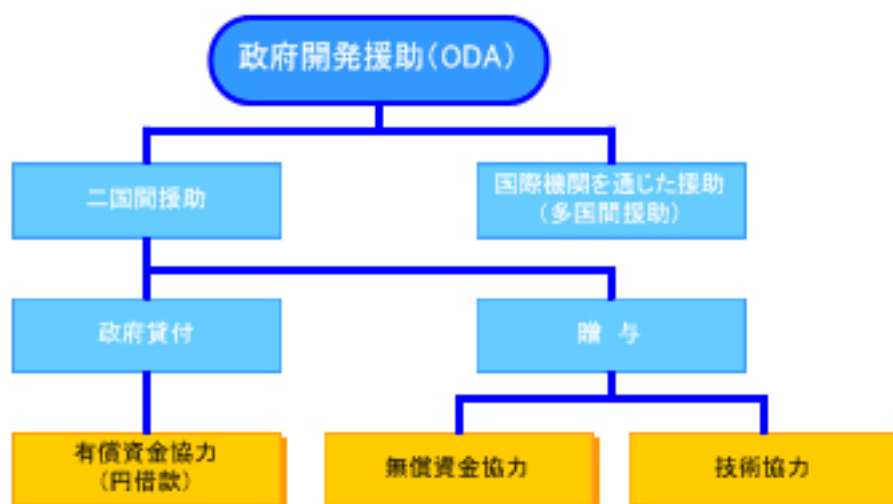 政府開発援助(ODA)
二国間援助
国際機関を通じた援助
(多国間援助)
政府貸付
贈 与
有償資金協力
(円借款)
無償資金協力
技術協力